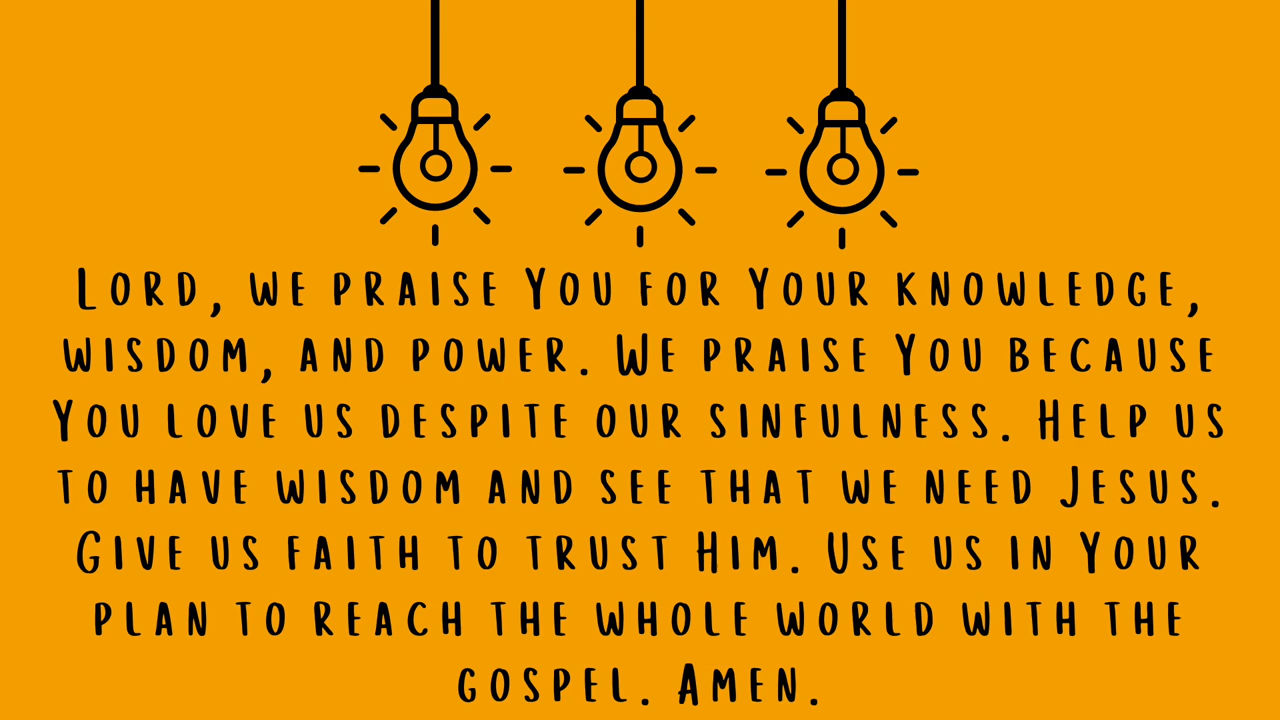 Lord, we praise You for Your knowledge,
wisdom, and power. We praise You because
You love us despite our sinfulness. Help us
to have wisdom and see that we need Jesus.
Give us faith to trust Him. Use us in Your
plan to reach the whole world with the
gospel. Amen.